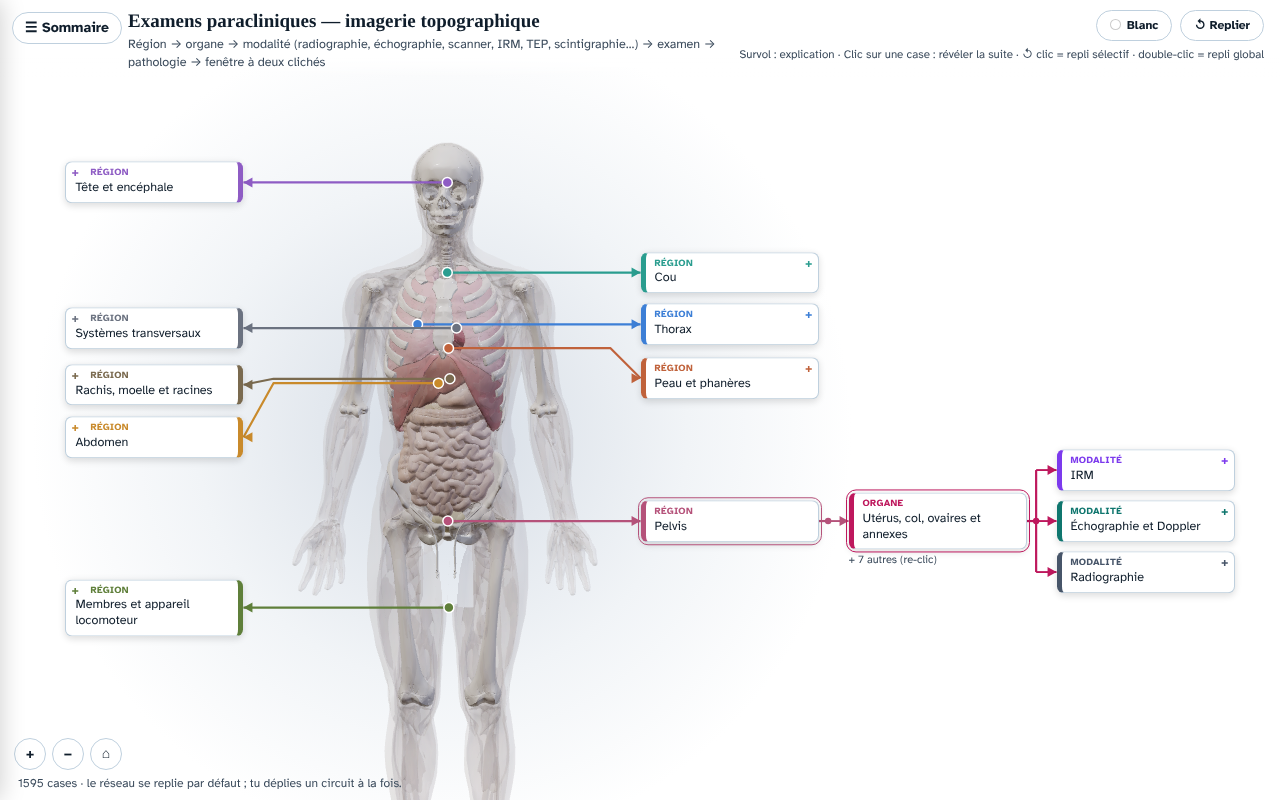 ☰ Sommaire
Examens paracliniques — imagerie topographique
Région → organe → modalité (radiographie, échographie, scanner, IRM, TEP, scintigraphie…) → examen →
pathologie → fenêtre à deux clichés
Blanc
↺ Replier
Survol : explication · Clic sur une case : révéler la suite · ↺ clic = repli sélectif · double-clic = repli global
+ RÉGION
Tête et encéphale
RÉGION +
Cou
+ RÉGION
Systèmes transversaux
RÉGION +
Thorax
+ RÉGION
Rachis, moelle et racines
RÉGION +
Peau et phanères
+ RÉGION
Abdomen
RÉGION
Pelvis
ORGANE
Utérus, col, ovaires et
annexes
+ 7 autres (re-clic)
MODALITÉ +
IRM
MODALITÉ +
Échographie et Doppler
MODALITÉ +
Radiographie
+ RÉGION
Membres et appareil
locomoteur
+ − ⌂
1595 cases · le réseau se replie par défaut ; tu déplies un circuit à la fois.